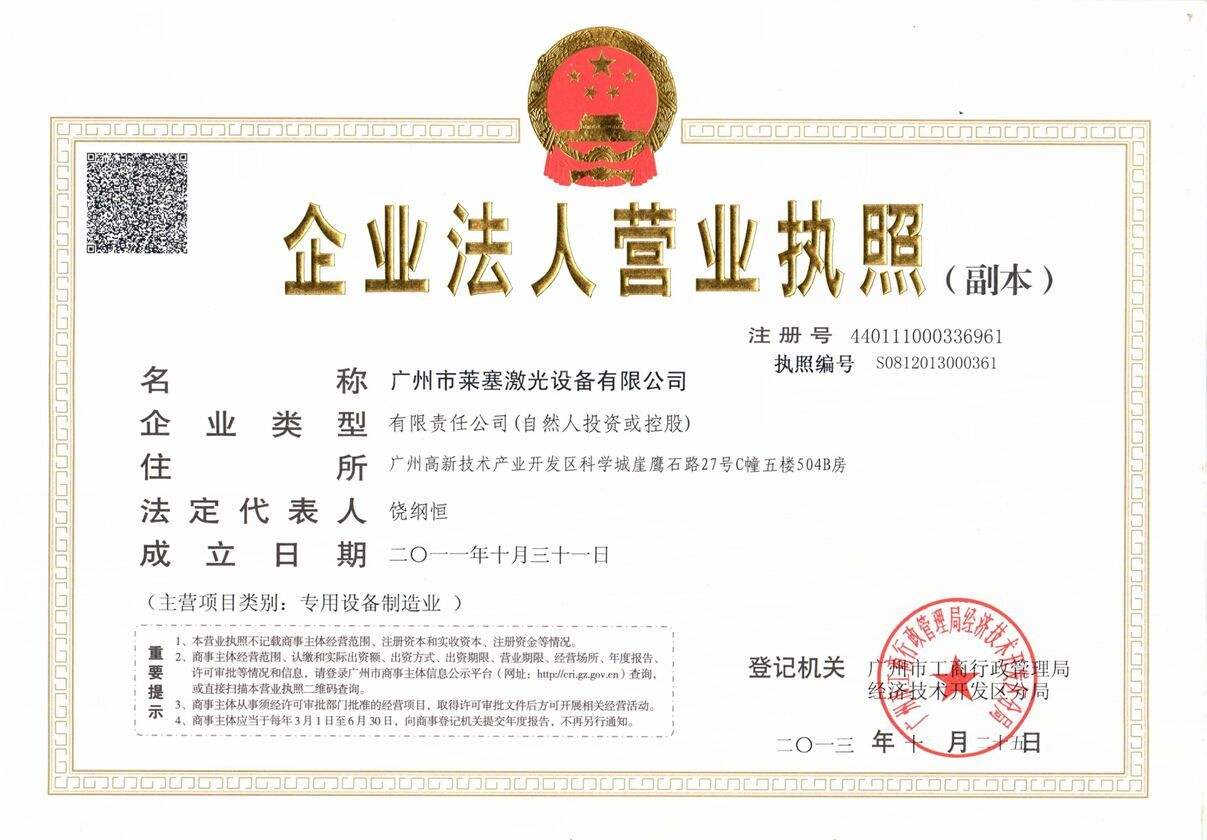 企业法人营业执照（副本）
注册号 440111000336961
执照编号 S0812013000361
名称 广州市莱塞激光设备有限公司
企业类型 有限责任公司(自然人投资或控股)
住所 广州高新技术产业开发区科学城崖鹰石路27号C幢五楼504B房
法定代表人 饶纲恒
成立日期 二〇一一年十月三十一日
（主营项目类别：专用设备制造业 ）
重要提示
1、本营业执照不记载商事主体经营范围、注册资本和实收资本、注册资金等情况。
2、商事主体经营范围、认缴和实际出资额、出资方式、出资期限、营业期限、经营场所、年度报告、
许可审批等情况和信息，请登录广州市商事主体信息公示平台（网址：http://cri.gz.gov.cn）查询，
或直接扫描本营业执照二维码查询。
3、商事主体从事须经许可审批部门批准的经营项目，取得许可审批文件后方可开展相关经营活动。
4、商事主体应当于每年3月1日至6月30日，向商事登记机关提交年度报告，不再另行通知。
登记机关 广州市工商行政管理局
经济技术开发区分局
广州市工商行政管理局经济技术开发区分局
二〇一三 年 十 月 二十五 日